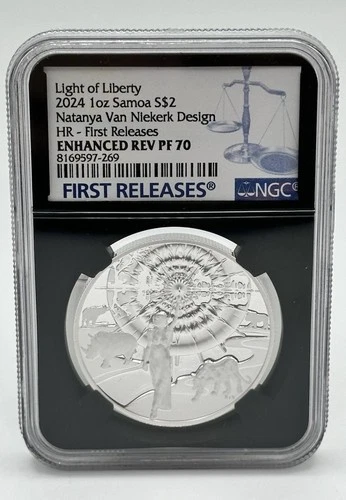 Light of Liberty
2024 1oz Samoa S$2
Natanya Van Niekerk Design
HR - First Releases
ENHANCED REV PF 70
8169597-269
FIRST RELEASES®
NGC®